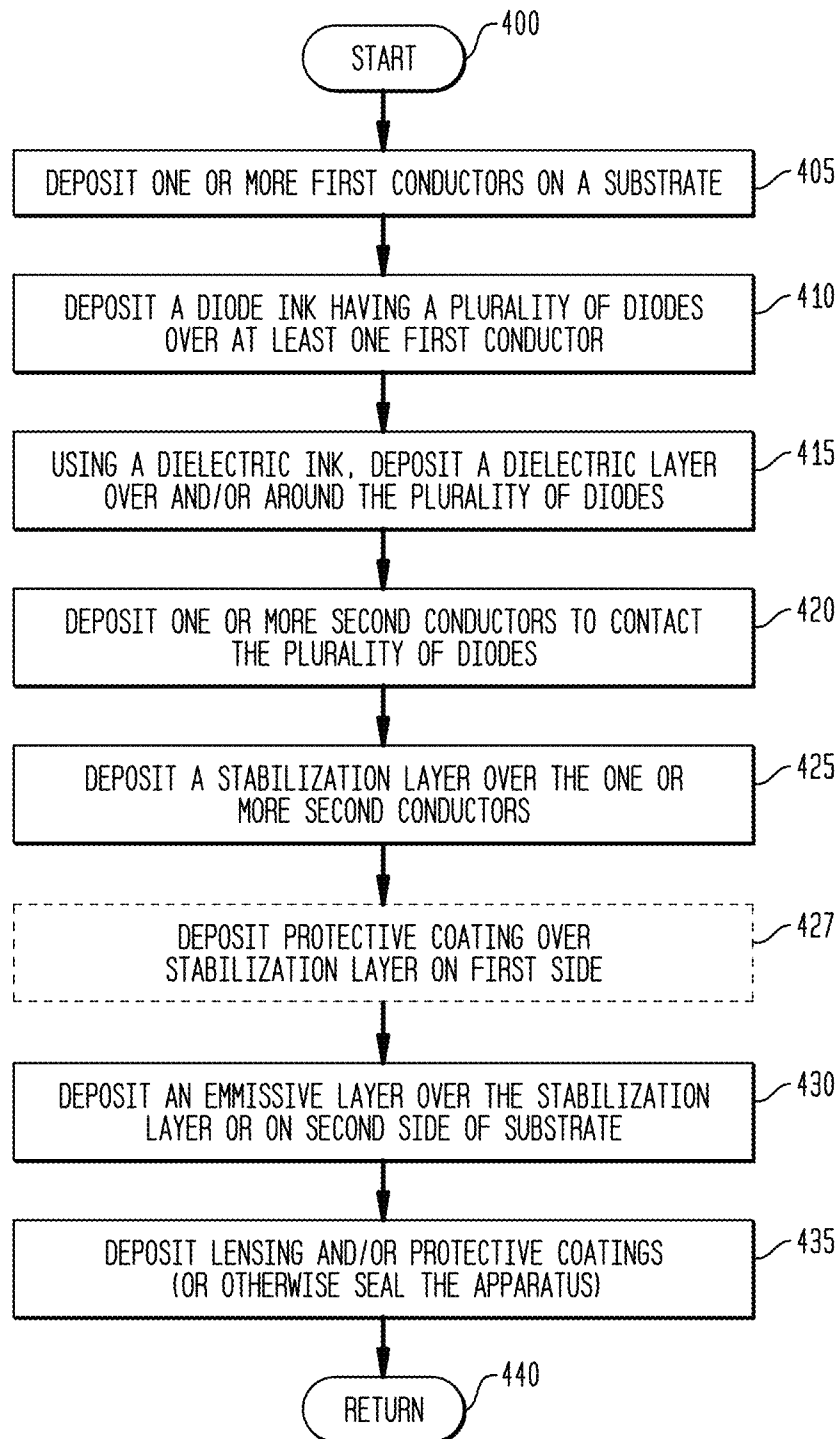 400
START
405
DEPOSIT ONE OR MORE FIRST CONDUCTORS ON A SUBSTRATE
410
DEPOSIT A DIODE INK HAVING A PLURALITY OF DIODES
OVER AT LEAST ONE FIRST CONDUCTOR
415
USING A DIELECTRIC INK, DEPOSIT A DIELECTRIC LAYER
OVER AND/OR AROUND THE PLURALITY OF DIODES
420
DEPOSIT ONE OR MORE SECOND CONDUCTORS TO CONTACT
THE PLURALITY OF DIODES
425
DEPOSIT A STABILIZATION LAYER OVER THE ONE OR
MORE SECOND CONDUCTORS
427
DEPOSIT PROTECTIVE COATING OVER
STABILIZATION LAYER ON FIRST SIDE
430
DEPOSIT AN EMMISSIVE LAYER OVER THE STABILIZATION
LAYER OR ON SECOND SIDE OF SUBSTRATE
435
DEPOSIT LENSING AND/OR PROTECTIVE COATINGS
(OR OTHERWISE SEAL THE APPARATUS)
440
RETURN